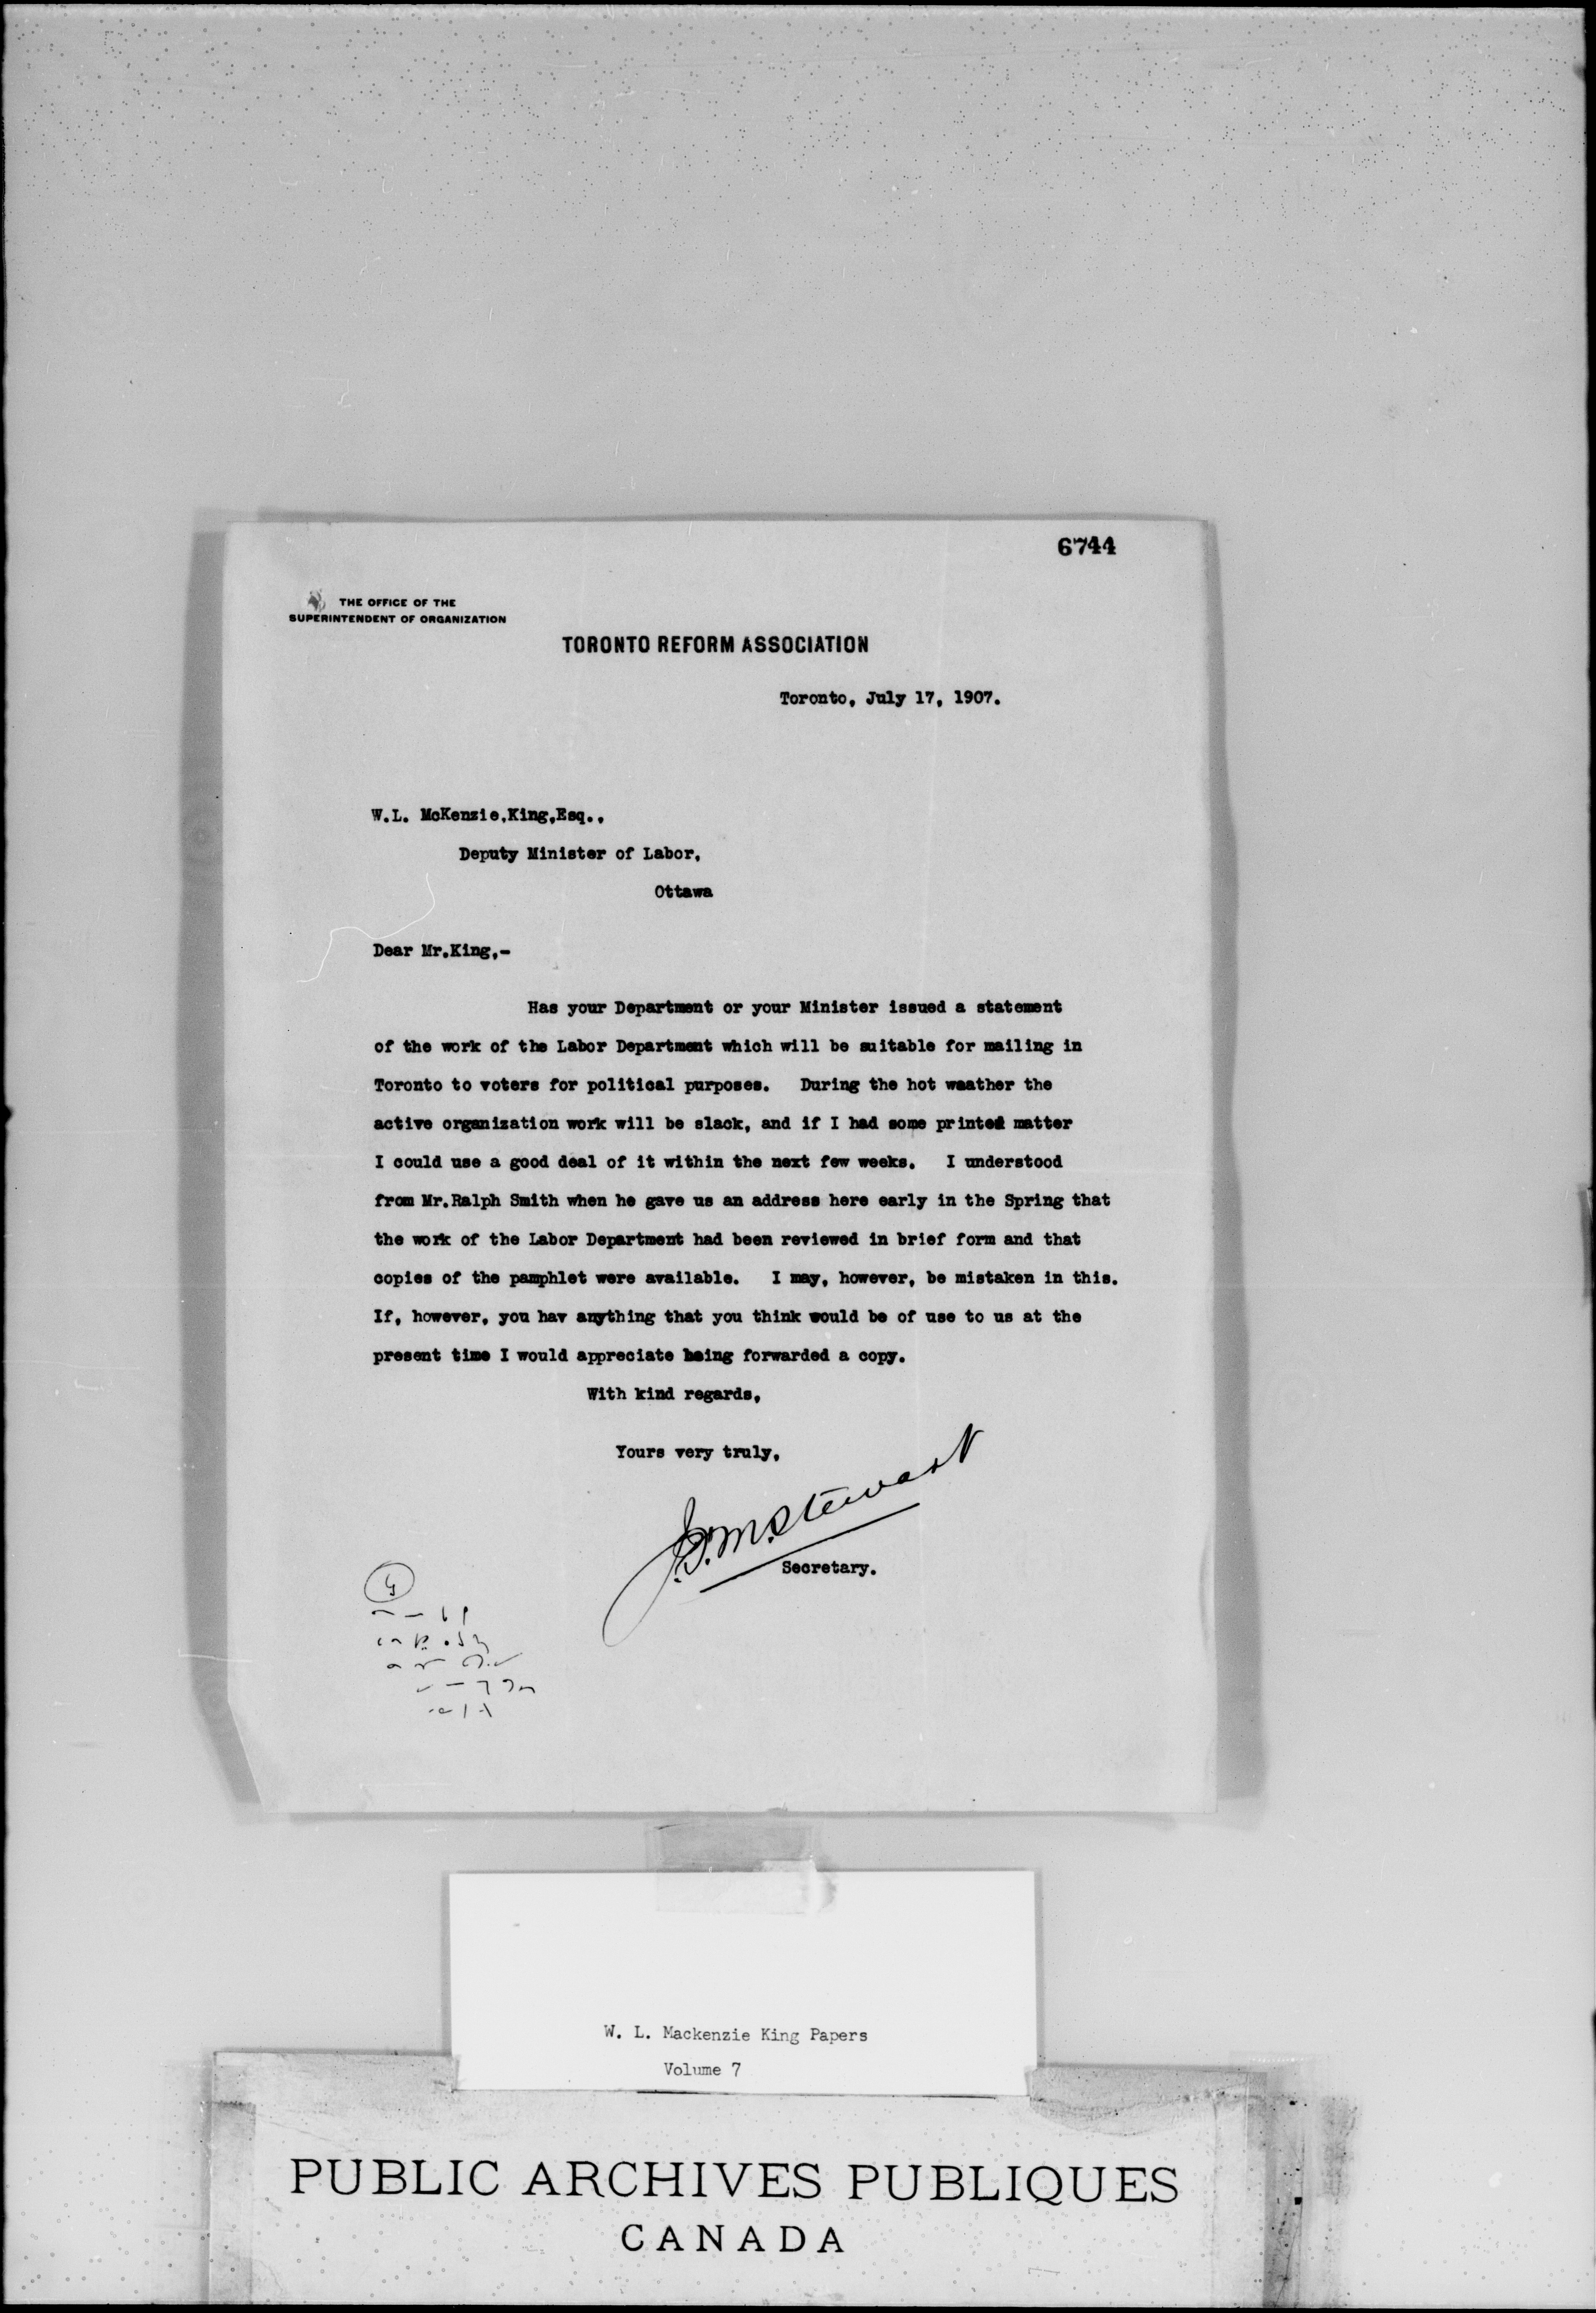 6744
THE OFFICE OF THE
SUPERINTENDENT OF ORGANIZATION
TORONTO REFORM ASSOCIATION
Toronto, July 17, 1907.
W.L. McKenzie,King,Esq.,
Deputy Minister of Labor,
Ottawa
Dear Mr.King,-
Has your Department or your Minister issued a statement
of the work of the Labor Department which will be suitable for mailing in
Toronto to voters for political purposes. During the hot waather the
active organization work will be slack, and if I had some printed matter
I could use a good deal of it within the next few weeks. I understood
from Mr.Ralph Smith when he gave us an address here early in the Spring that
the work of the Labor Department had been reviewed in brief form and that
copies of the pamphlet were available. I may, however, be mistaken in this.
If, however, you hav anything that you think would be of use to us at the
present time I would appreciate being forwarded a copy.
With kind regards,
Yours very truly,
Stewart
Secretary.
W. L. Mackenzie King Papers
Volume 7
PUBLIC ARCHIVES PUBLIQUES
CANADA